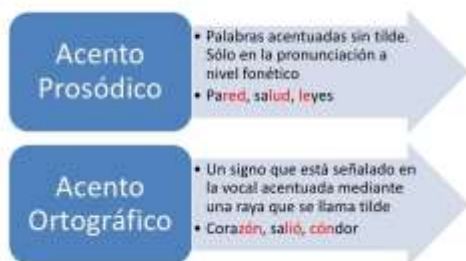 Acento
Prosódico
• Palabras acentuadas sin tilde.
Sólo en la pronunciación a
nivel fonético
• Pared, salud, leyes
Acento
Ortográfico
• Un signo que está señalado en
la vocal acentuada mediante
una raya que se llama tilde
• Corazón, salió, cóndor